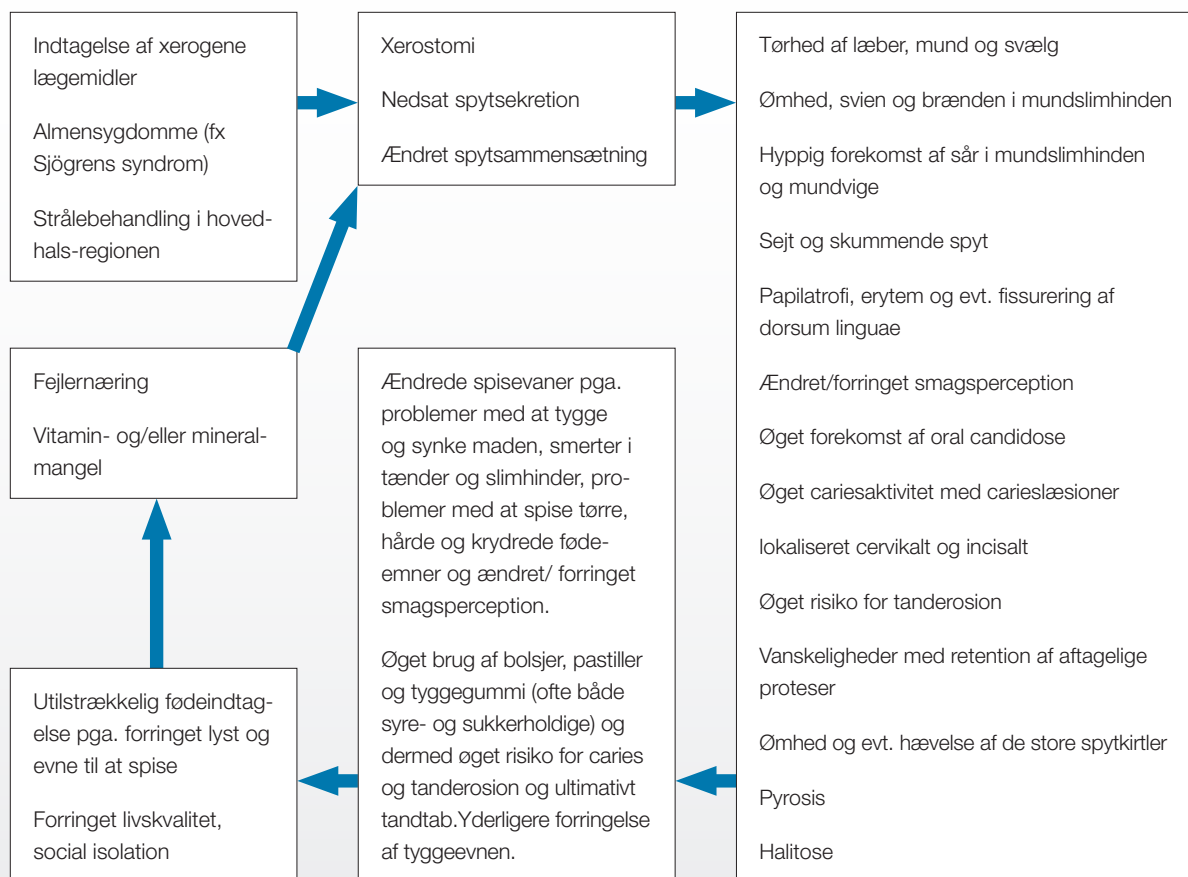 Indtagelse af xerogene
lægemidler
Almensygdomme (fx
Sjögrens syndrom)
Strålebehandling i hoved-
hals-regionen
Xerostomi
Nedsat spytsekretion
Ændret spytsammensætning
Tørhed af læber, mund og svælg
Ømhed, svien og brænden i mundslimhinden
Hyppig forekomst af sår i mundslimhinden
og mundvige
Sejt og skummende spyt
Papilatrofi, erytem og evt. fissurering af
dorsum linguae
Ændret/forringet smagsperception
Øget forekomst af oral candidose
Øget cariesaktivitet med carieslæsioner
lokaliseret cervikalt og incisalt
Øget risiko for tanderosion
Vanskeligheder med retention af aftagelige
proteser
Ømhed og evt. hævelse af de store spytkirtler
Pyrosis
Halitose
Ændrede spisevaner pga.
problemer med at tygge
og synke maden, smerter i
tænder og slimhinder, pro-
blemer med at spise tørre,
hårde og krydrede føde-
emner og ændret/ forringet
smagsperception.
Øget brug af bolsjer, pastiller
og tyggegummi (ofte både
syre- og sukkerholdige) og
dermed øget risiko for caries
og tanderosion og ultimativt
tandtab.Yderligere forringelse
af tyggeevnen.
Utilstrækkelig fødeindtag-
else pga. forringet lyst og
evne til at spise
Forringet livskvalitet,
social isolation
Fejlernæring
Vitamin- og/eller mineral-
mangel